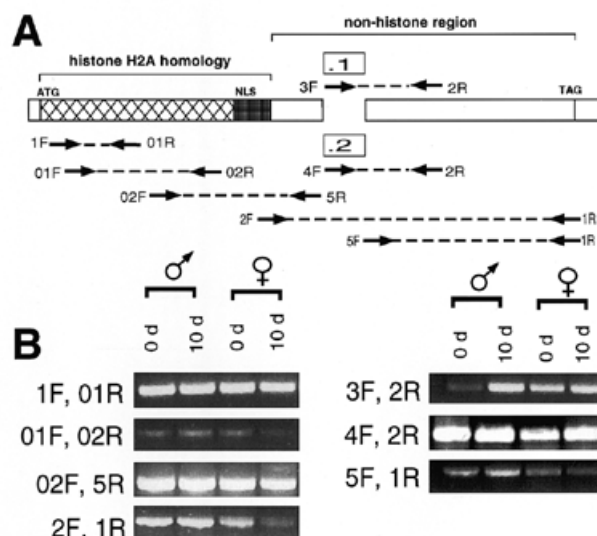 A
non-histone region
histone H2A homology
.1
3F 2R
ATG NLS TAG
1F 01R
.2
01F 02R 4F 2R
02F 5R
2F 1R
5F 1R
♂ ♀ ♂ ♀
0 d 10 d 0 d 10 d 0 d 10 d 0 d 10 d
B
1F, 01R
01F, 02R
02F, 5R
2F, 1R
3F, 2R
4F, 2R
5F, 1R